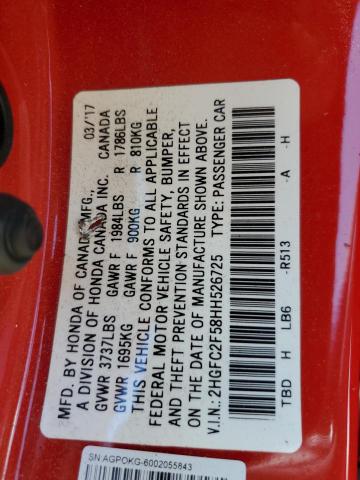 MFD. BY HONDA OF CANADA MFG., 03/'17
A DIVISION OF HONDA CANADA INC. CANADA
GVWR 3737LBS GAWR F 1984LBS R 1786LBS
GVWR 1695KG GAWR F 900KG R 810KG
THIS VEHICLE CONFORMS TO ALL APPLICABLE
FEDERAL MOTOR VEHICLE SAFETY, BUMPER,
AND THEFT PREVENTION STANDARDS IN EFFECT
ON THE DATE OF MANUFACTURE SHOWN ABOVE.
V.I.N.: 2HGFC2F58HH526725 TYPE: PASSENGER CAR
TBD H LB6 -R513 -A -H
SN:AGPOKG-6002055843